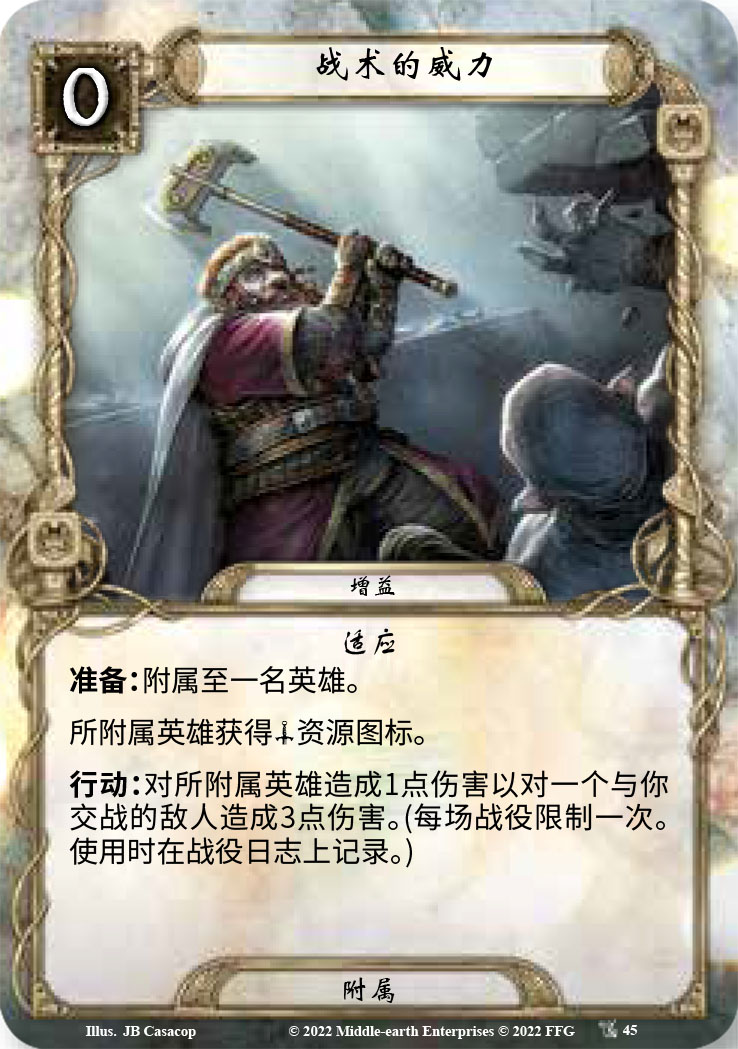 战术的威力
0
增益
适应
准备：附属至一名英雄。
所附属英雄获得资源图标。
行动：对所附属英雄造成1点伤害以对一个与你
交战的敌人造成3点伤害。(每场战役限制一次。
使用时在战役日志上记录。)
附属
Illus. JB Casacop © 2022 Middle-earth Enterprises © 2022 FFG 45